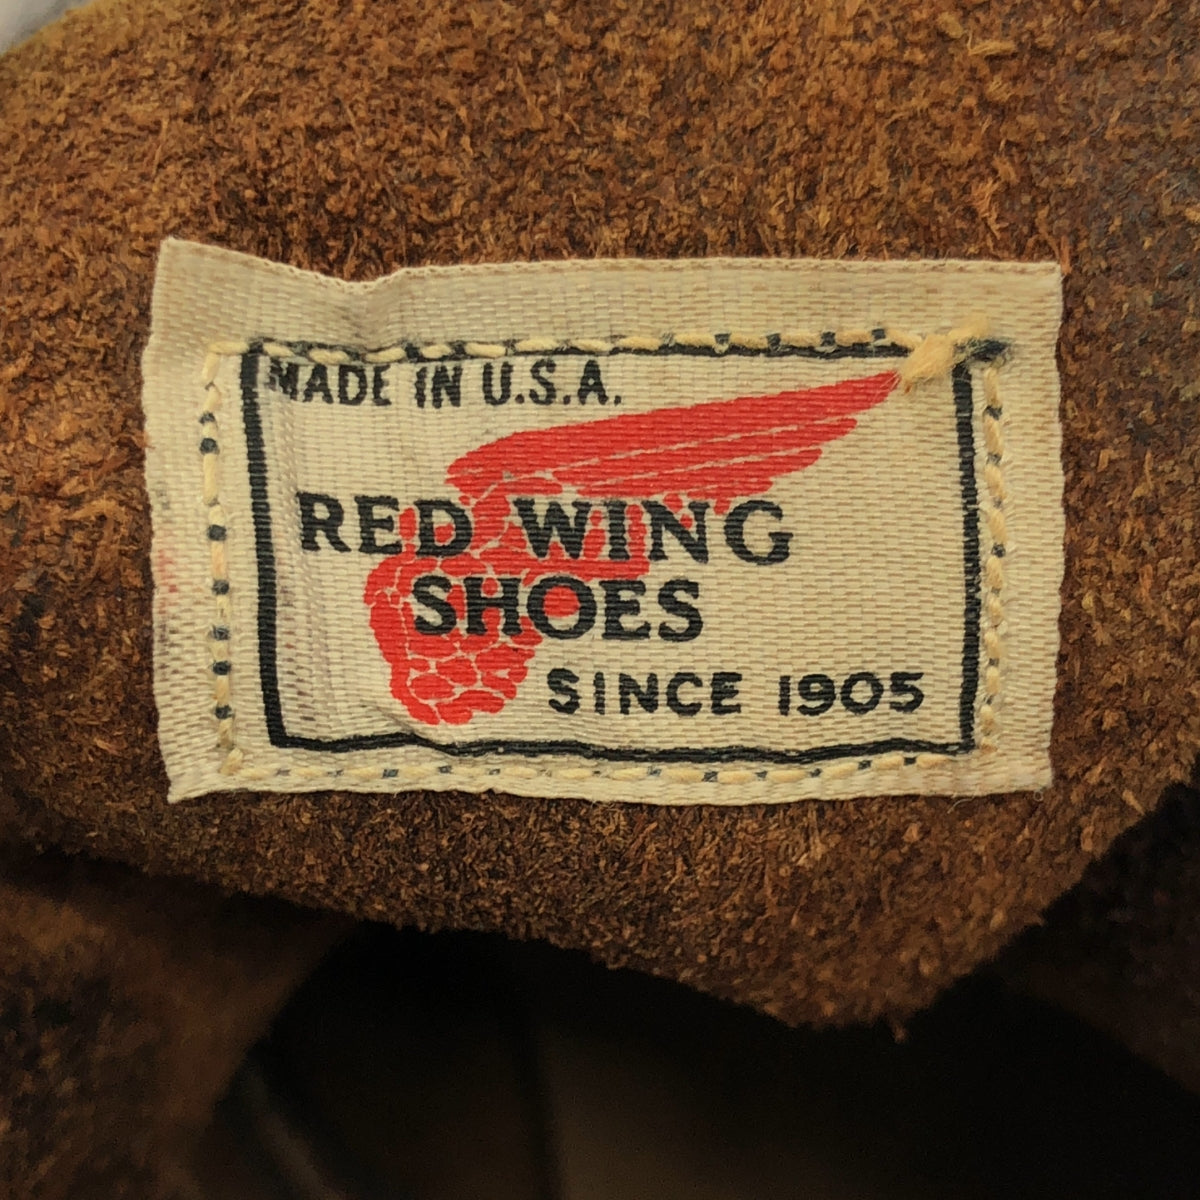 MADE IN U.S.A.
RED WING
SHOES
SINCE 1905